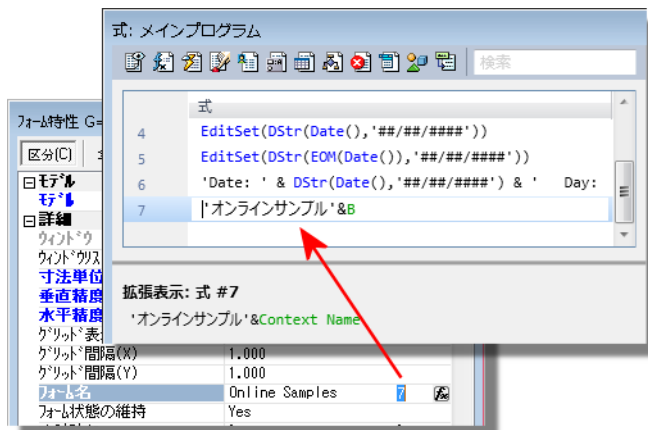 式: メインプログラム
検索
式
4 EditSet(DStr(Date(),'##/##/####'))
5 EditSet(DStr(EOM(Date()),'##/##/####'))
6 'Date: ' & DStr(Date(),'##/##/####') & ' Day:
7 'オンラインサンプル'&B
拡張表示: 式 #7
'オンラインサンプル'&Context Name
フォーム特性 G=
区分(C)
モデル
モデル
詳細
ウィンドウ
ウィンドウリス
寸法単位
垂直精度
水平精度
グリッド表
グリッド間隔(X) 1.000
グリッド間隔(Y) 1.000
フォーム名 Online Samples 7
フォーム状態の維持 Yes